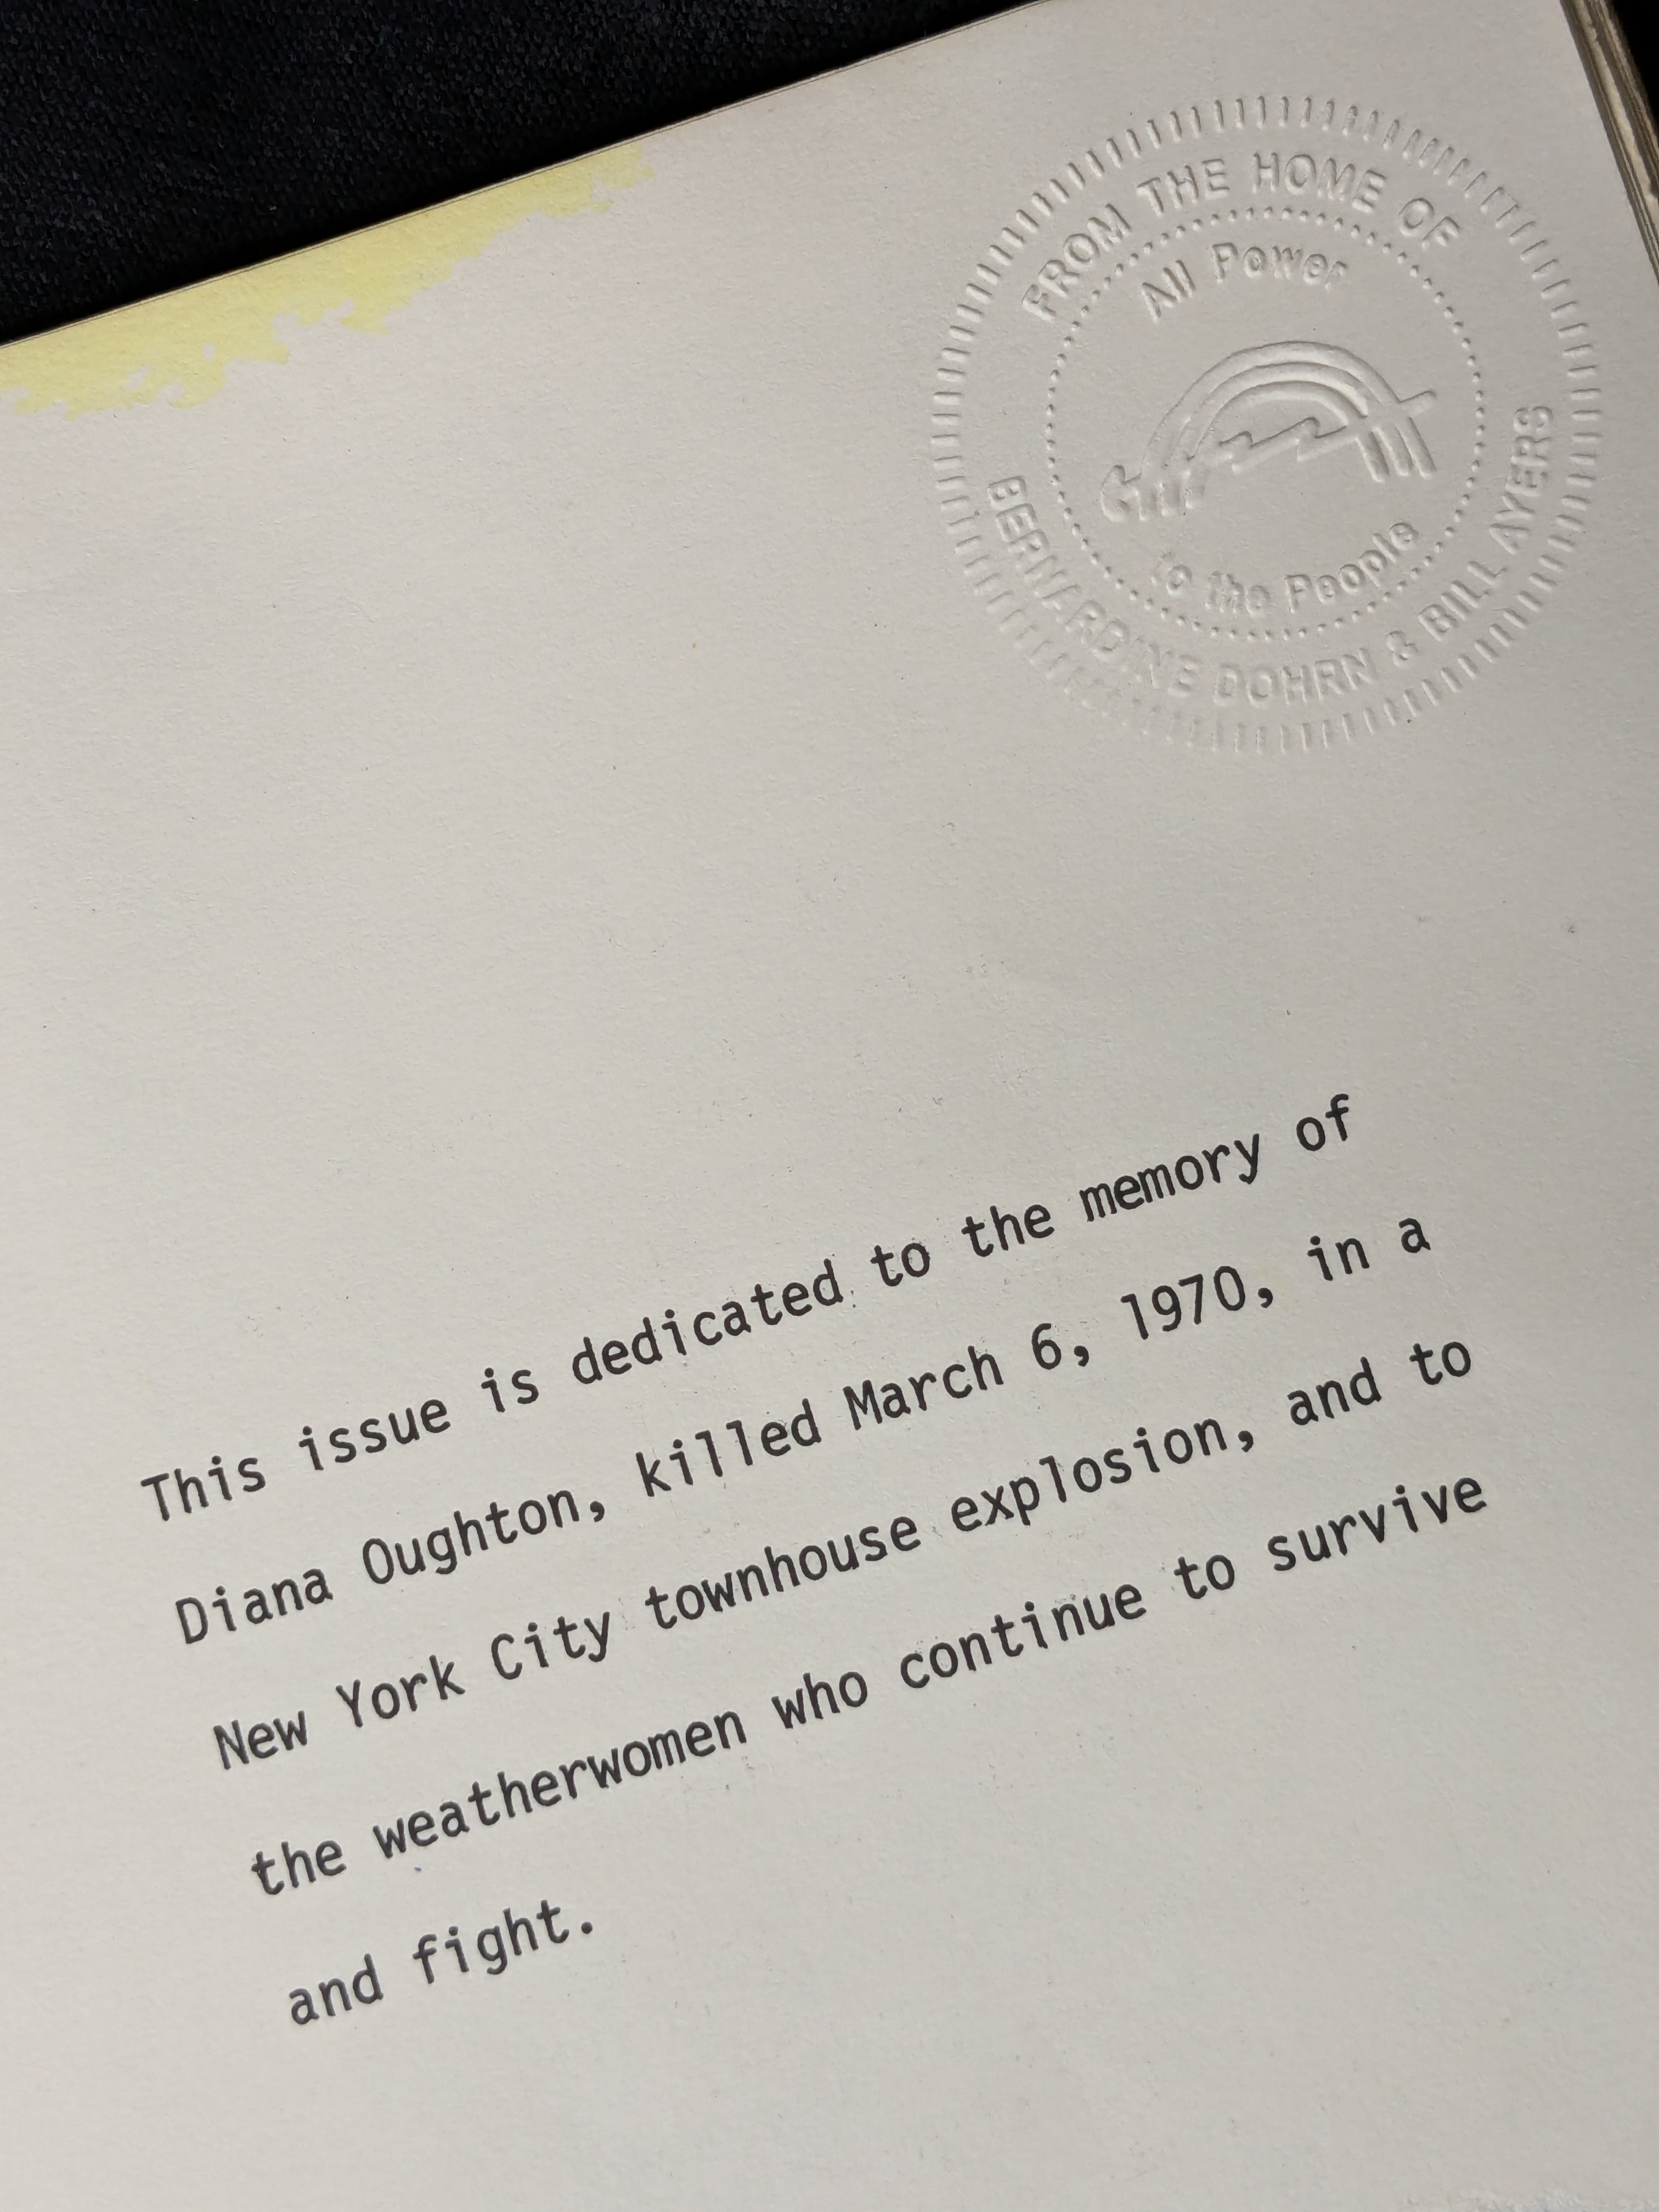 FROM THE HOME OF
All Power
to the People
BERNARDINE DOHRN & BILL AYERS
This issue is dedicated to the memory of
Diana Oughton, killed March 6, 1970, in a
New York City townhouse explosion, and to
the weatherwomen who continue to survive
and fight.